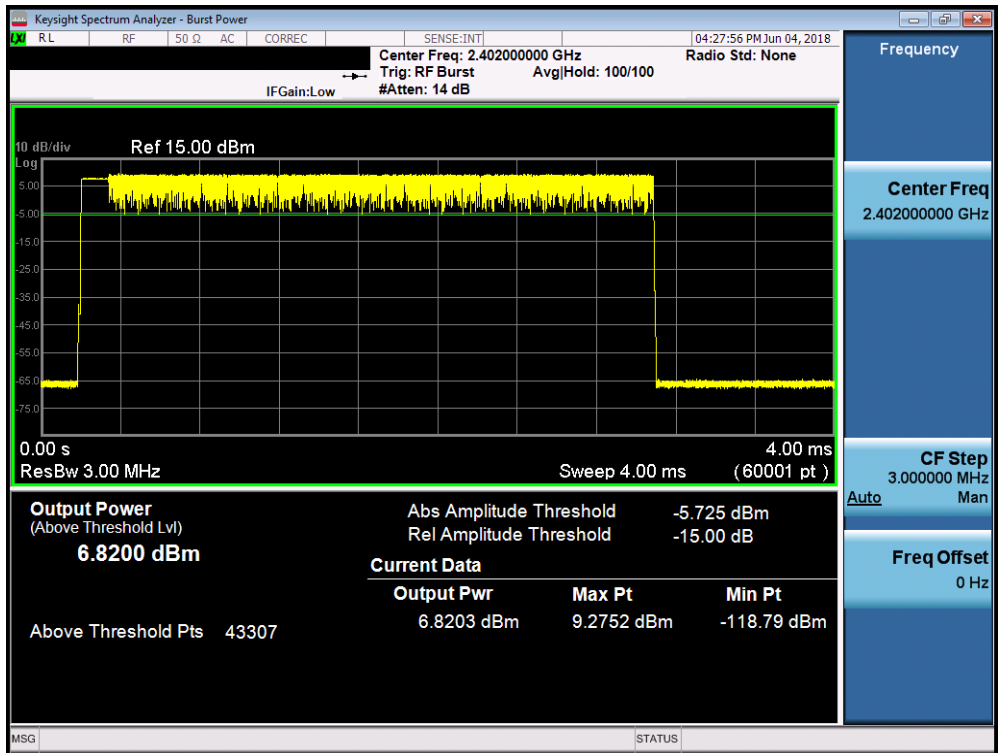 Keysight Spectrum Analyzer - Burst Power
LXI RL RF 50 Ω AC CORREC SENSE:INT 04:27:56 PM Jun 04, 2018
Center Freq: 2.402000000 GHz Radio Std: None
Trig: RF Burst Avg|Hold: 100/100
IFGain:Low #Atten: 14 dB
10 dB/div Ref 15.00 dBm
Log
5.00
-5.00
-15.0
-25.0
-35.0
-45.0
-55.0
-65.0
-75.0
0.00 s 4.00 ms
ResBw 3.00 MHz Sweep 4.00 ms (60001 pt)
Output Power
(Above Threshold Lvl)
6.8200 dBm
Above Threshold Pts 43307
Abs Amplitude Threshold -5.725 dBm
Rel Amplitude Threshold -15.00 dB
Current Data
Output Pwr Max Pt Min Pt
6.8203 dBm 9.2752 dBm -118.79 dBm
Frequency
Center Freq
2.402000000 GHz
CF Step
3.000000 MHz
Auto Man
Freq Offset
0 Hz
MSG STATUS